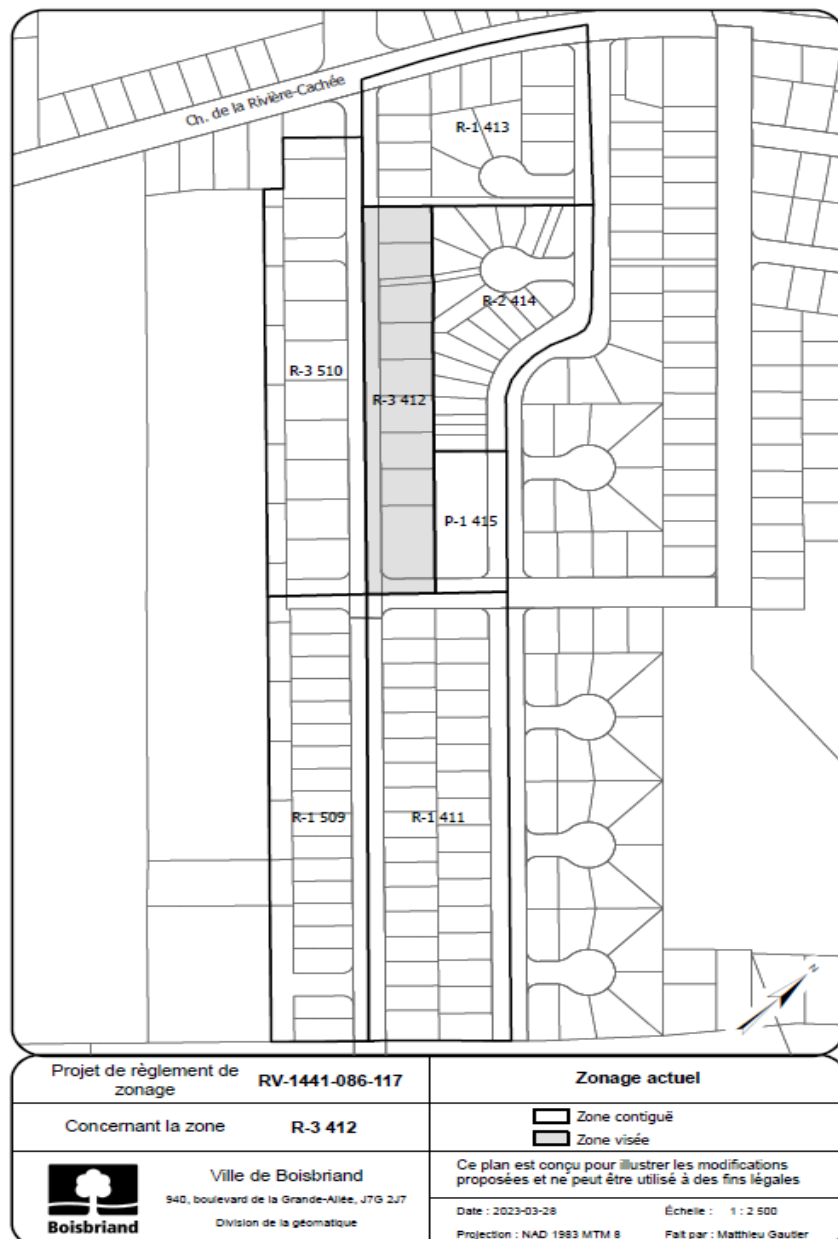 Ch. de la Rivière-Cachée
R-1 413
R-2 414
R-3 510
R-3 412
P-1 415
R-1 509
R-1 411
N
Projet de règlement de zonage RV-1441-086-117
Concernant la zone R-3 412
Boisbriand
Ville de Boisbriand
940, boulevard de la Grande-Allée, J7G 2J7
Division de la géomatique
Zonage actuel
Zone contiguë
Zone visée
Ce plan est conçu pour illustrer les modifications
proposées et ne peut être utilisé à des fins légales
Date : 2023-03-28 Échelle : 1 : 2 500
Projection : NAD 1983 MTM 8 Fait par : Matthieu Gautier